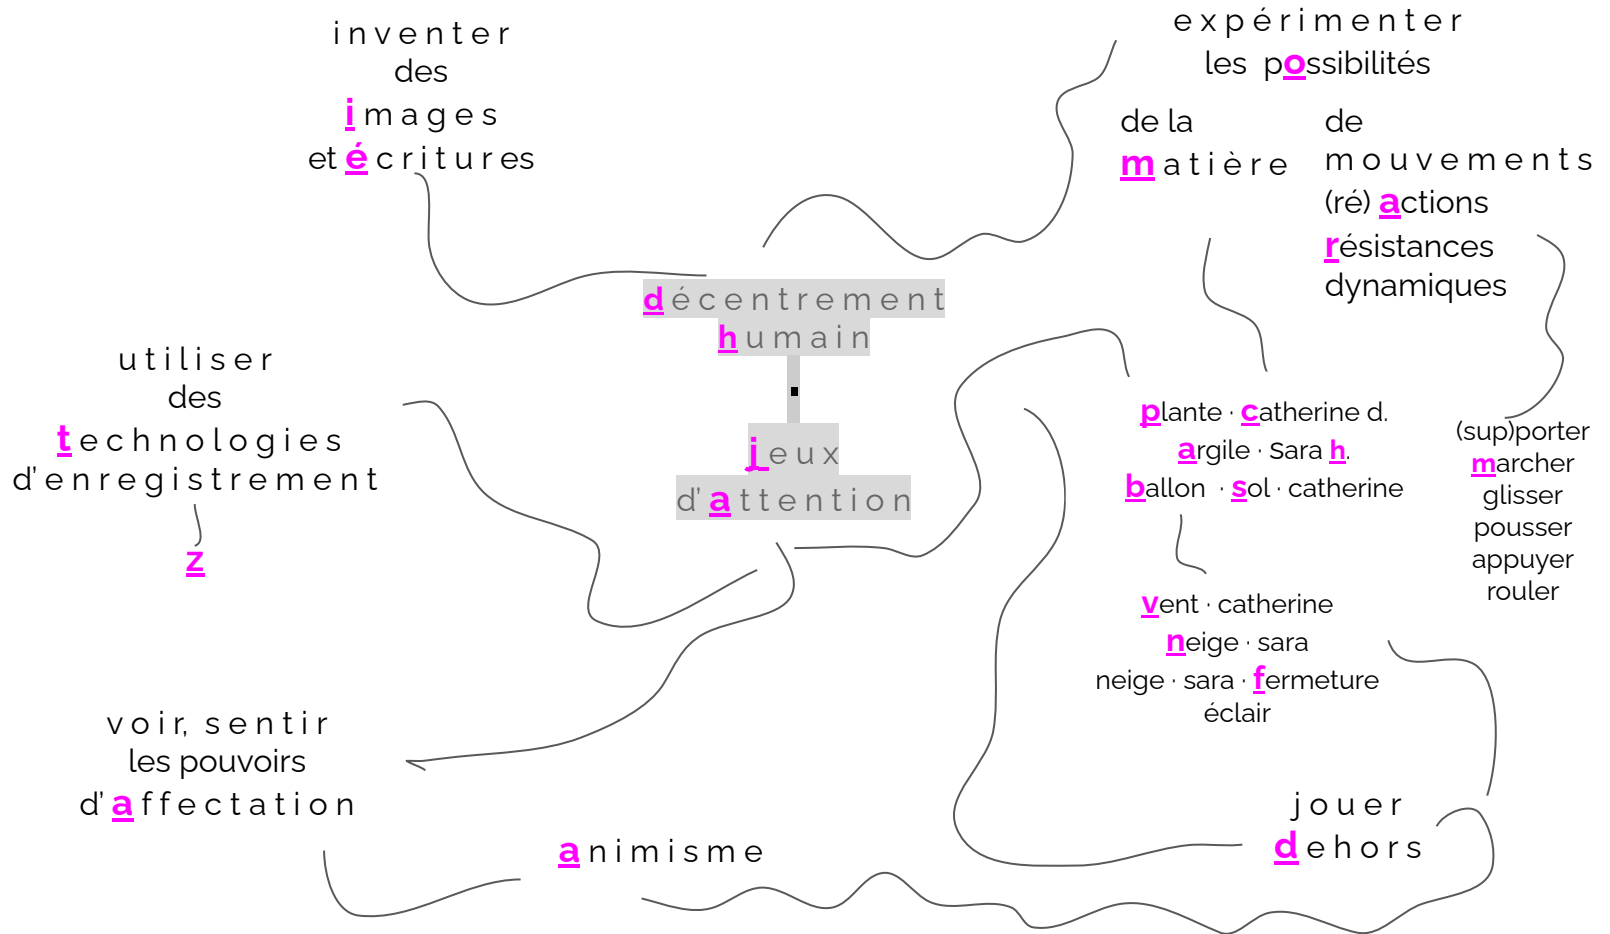 inventer
des
images
et écritures
expérimenter
les possibilités
de la
matière
de
mouvements
(ré) actions
résistances
dynamiques
décentrement
humain
jeux
d'attention
utiliser
des
technologies
d'enregistrement
z
plante · catherine d.
argile · sara h.
ballon · sol · catherine
(sup)porter
marcher
glisser
pousser
appuyer
rouler
vent · catherine
neige · sara
neige · sara · fermeture
éclair
voir, sentir
les pouvoirs
d'affectation
animisme
jouer
dehors